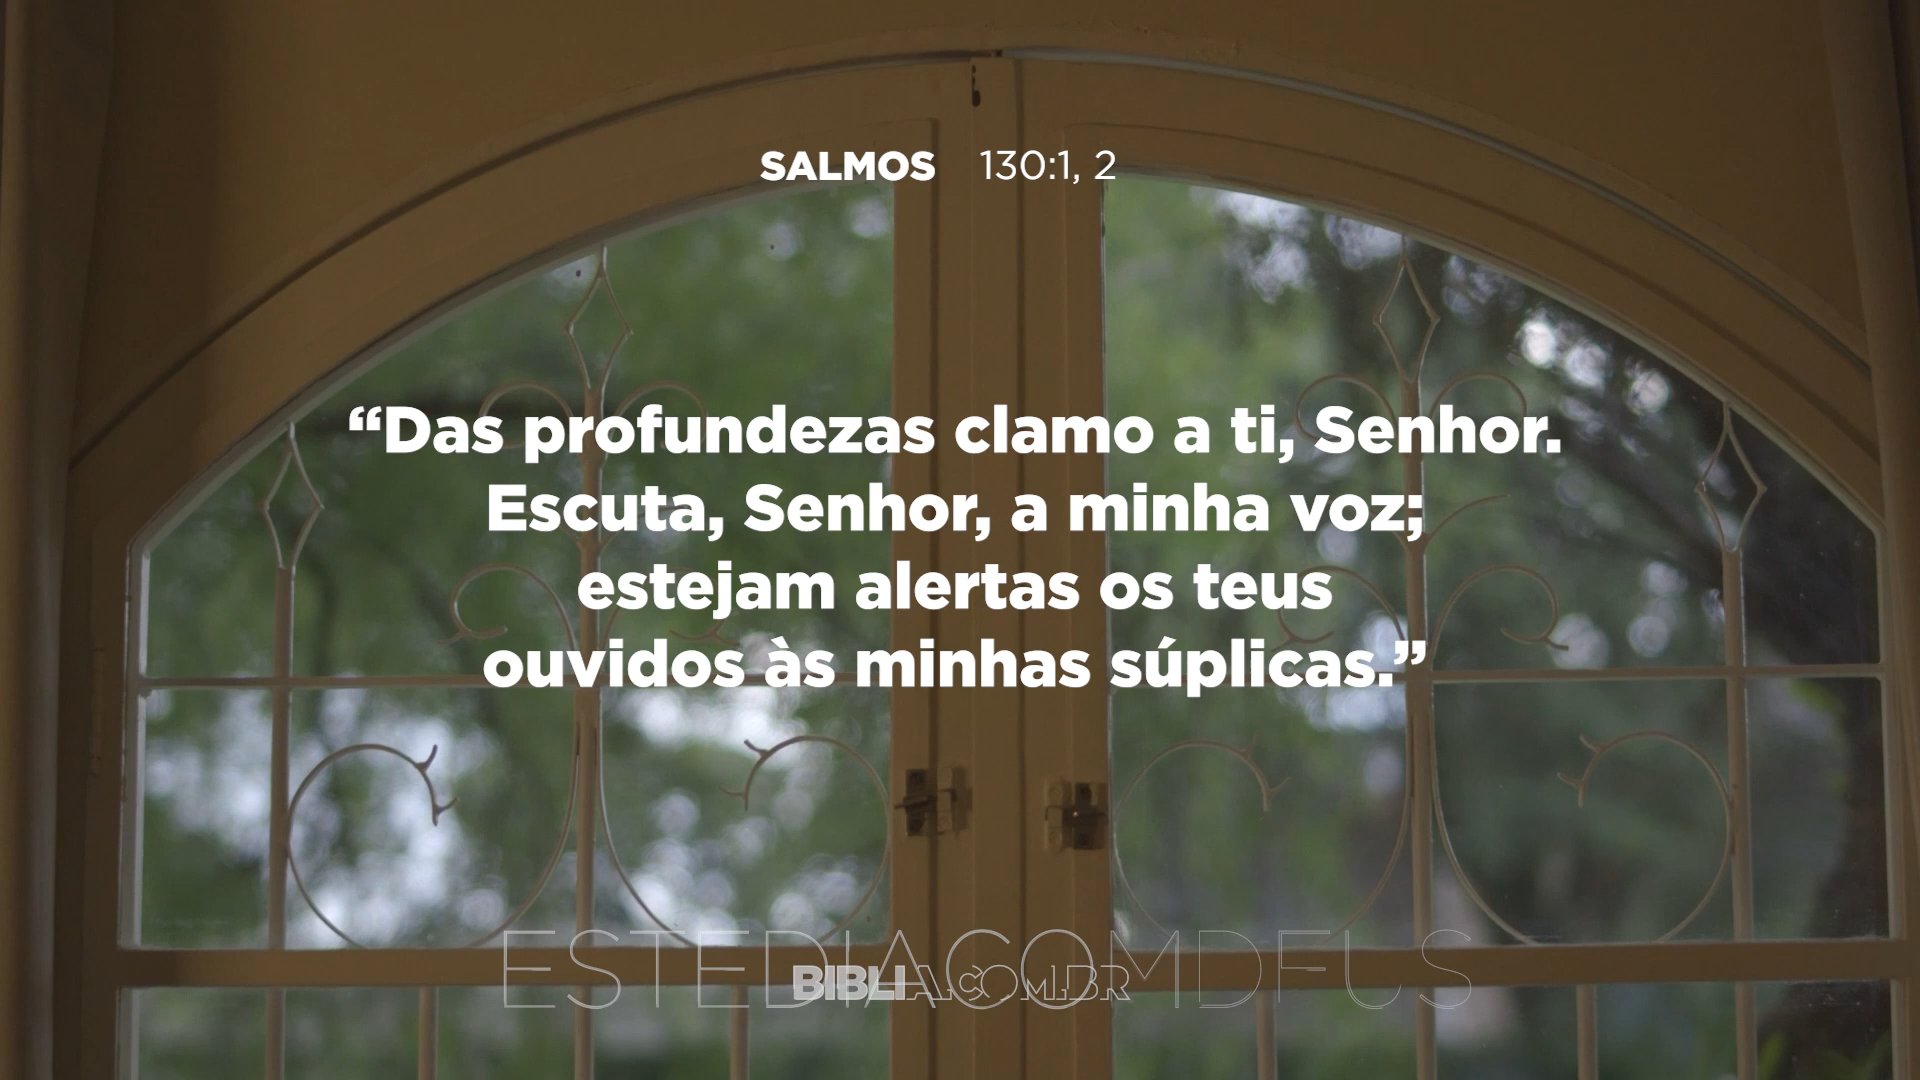 SALMOS 130:1, 2
“Das profundezas clamo a ti, Senhor.
Escuta, Senhor, a minha voz;
estejam alertas os teus
ouvidos às minhas súplicas.”
ESTEDIACOMDEUS
BIBLIA.COM.BR